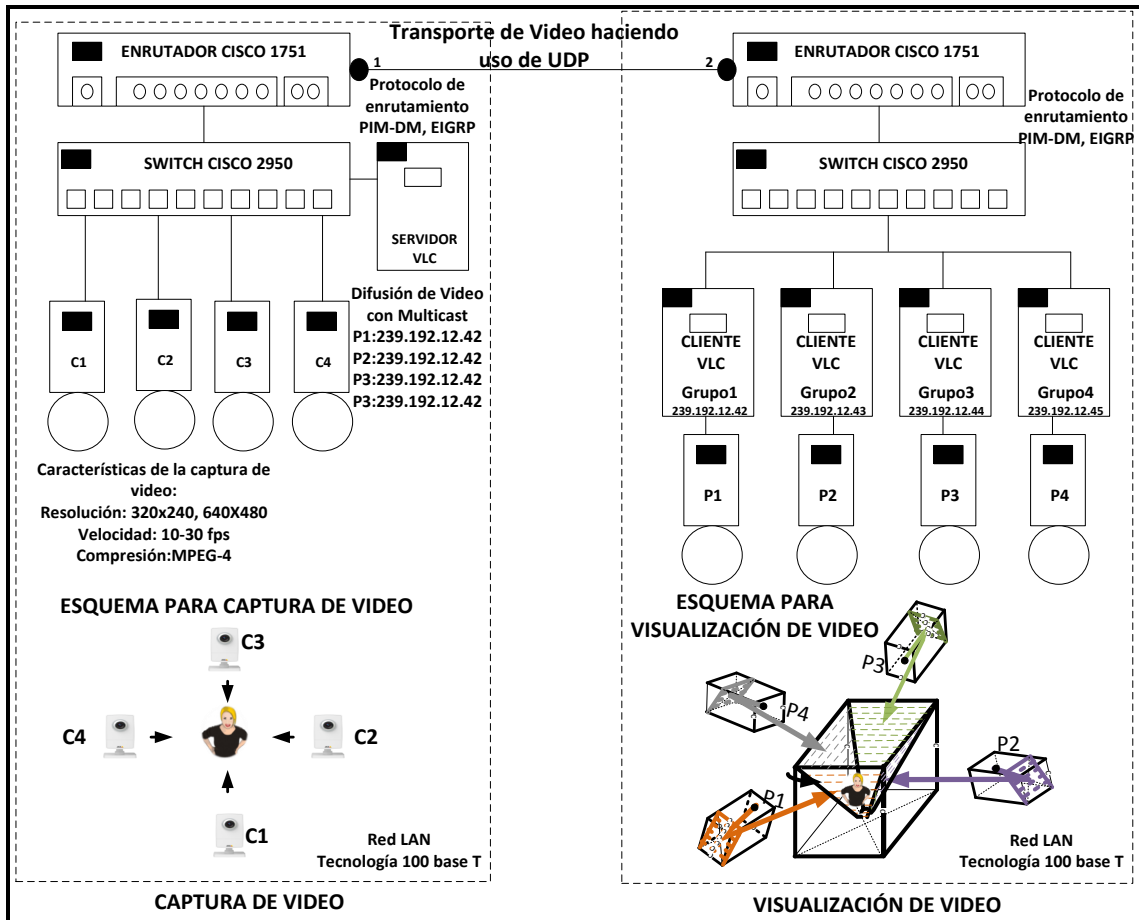 Transporte de Video haciendo
uso de UDP
ENRUTADOR CISCO 1751
1
Protocolo de
enrutamiento
PIM-DM, EIGRP
SWITCH CISCO 2950
SERVIDOR
VLC
C1
C2
C3
C4
Difusión de Video
con Multicast
P1:239.192.12.42
P2:239.192.12.42
P3:239.192.12.42
P3:239.192.12.42
Características de la captura de
video:
Resolución: 320x240, 640X480
Velocidad: 10-30 fps
Compresión:MPEG-4
ESQUEMA PARA CAPTURA DE VIDEO
C3
C4
C2
C1
Red LAN
Tecnología 100 base T
CAPTURA DE VIDEO
2
ENRUTADOR CISCO 1751
Protocolo de
enrutamiento
PIM-DM, EIGRP
SWITCH CISCO 2950
CLIENTE
VLC
Grupo1
239.192.12.42
CLIENTE
VLC
Grupo2
239.192.12.43
CLIENTE
VLC
Grupo3
239.192.12.44
CLIENTE
VLC
Grupo4
239.192.12.45
P1
P2
P3
P4
ESQUEMA PARA
VISUALIZACIÓN DE VIDEO
P3
P4
P2
P1
Red LAN
Tecnología 100 base T
VISUALIZACIÓN DE VIDEO